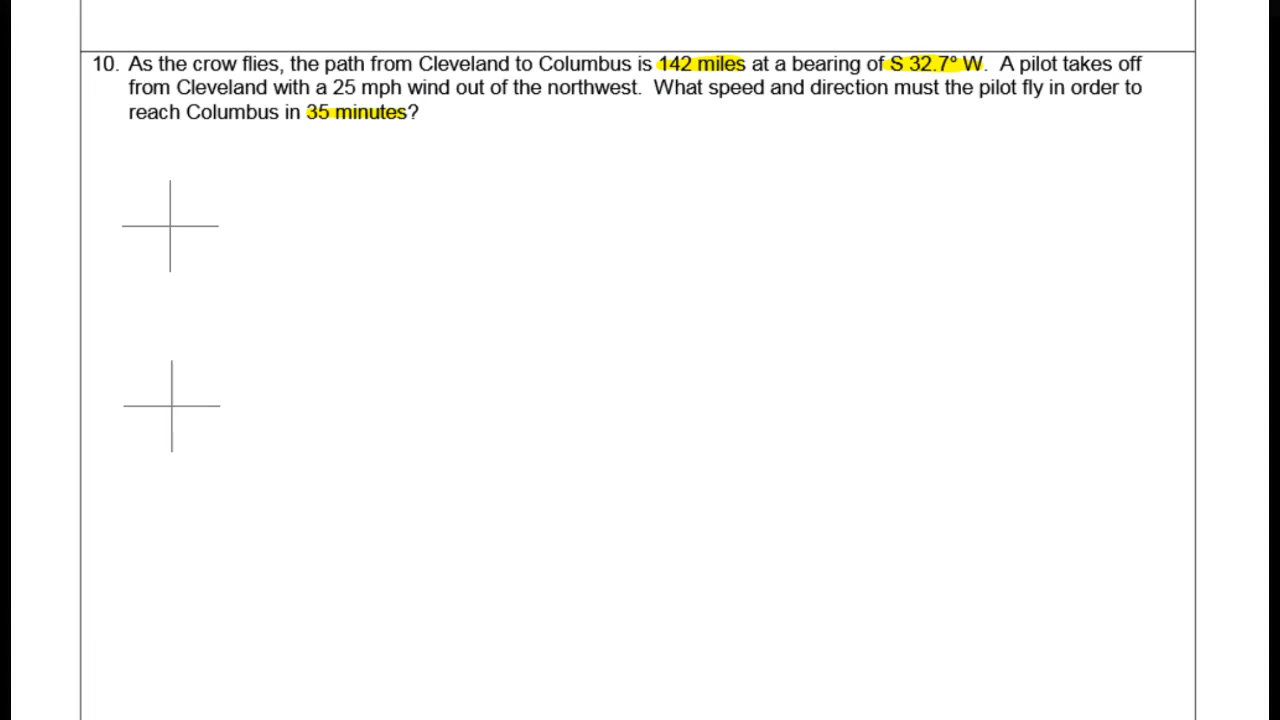 10. As the crow flies, the path from Cleveland to Columbus is 142 miles at a bearing of S 32.7° W. A pilot takes off
from Cleveland with a 25 mph wind out of the northwest. What speed and direction must the pilot fly in order to
reach Columbus in 35 minutes?